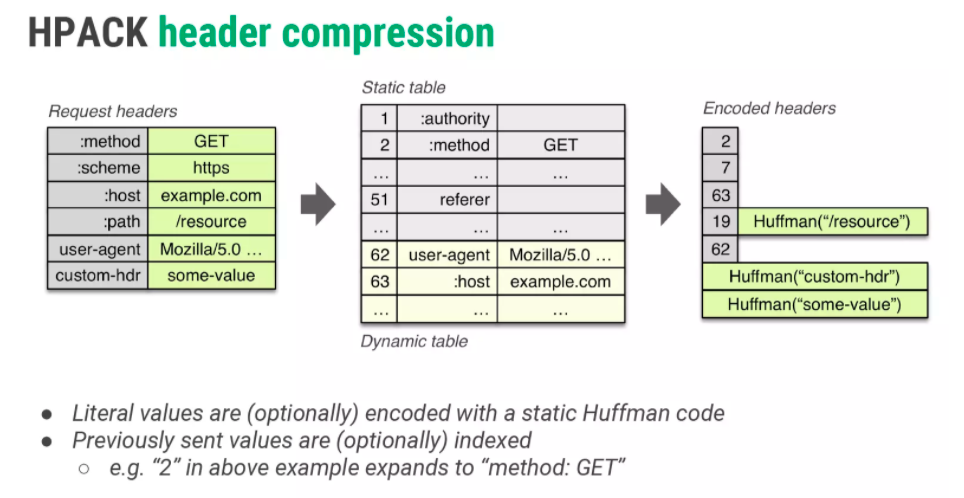 HPACK header compression
Request headers
:method GET
:scheme https
:host example.com
:path /resource
user-agent Mozilla/5.0 ...
custom-hdr some-value
Static table
1 :authority
2 :method GET
... ... ...
51 referer
... ... ...
62 user-agent Mozilla/5.0 ...
63 :host example.com
... ... ...
Dynamic table
Encoded headers
2
7
63
19 Huffman(“/resource”)
62
Huffman(“custom-hdr”)
Huffman(“some-value”)
● Literal values are (optionally) encoded with a static Huffman code
● Previously sent values are (optionally) indexed
○ e.g. “2” in above example expands to “method: GET”